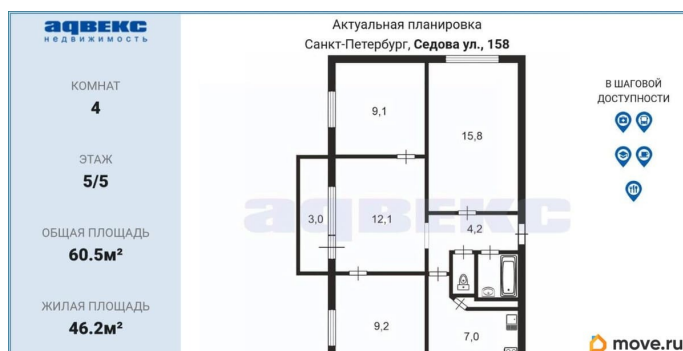 адвекс
НЕДВИЖИМОСТЬ
КОМНАТ
4
ЭТАЖ
5/5
ОБЩАЯ ПЛОЩАДЬ
60.5м²
ЖИЛАЯ ПЛОЩАДЬ
46.2м²
Актуальная планировка
Санкт-Петербург, Седова ул., 158
9,1
15,8
3,0
12,1
4,2
9,2
7,0
адвекс
В ШАГОВОЙ
ДОСТУПНОСТИ
move.ru